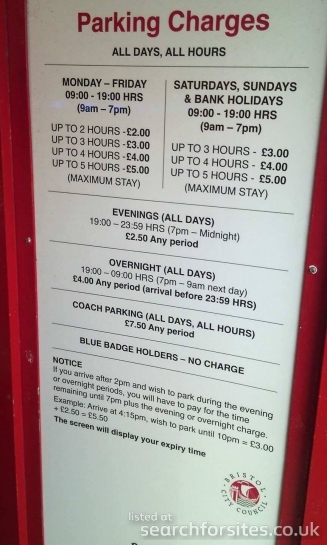 Parking Charges
ALL DAYS, ALL HOURS
MONDAY – FRIDAY
09:00 - 19:00 HRS
(9am – 7pm)
UP TO 2 HOURS -£2.00
UP TO 3 HOURS -£3.00
UP TO 4 HOURS -£4.00
UP TO 5 HOURS -£5.00
(MAXIMUM STAY)
SATURDAYS, SUNDAYS
& BANK HOLIDAYS
09:00 - 19:00 HRS
(9am – 7pm)
UP TO 3 HOURS - £3.00
UP TO 4 HOURS - £4.00
UP TO 5 HOURS - £5.00
(MAXIMUM STAY)
EVENINGS (ALL DAYS)
19:00 – 23:59 HRS (7pm – Midnight)
£2.50 Any period
OVERNIGHT (ALL DAYS)
19:00 – 09:00 HRS (7pm – 9am next day)
£4.00 Any period (arrival before 23:59 HRS)
COACH PARKING (ALL DAYS, ALL HOURS)
£7.50 Any period
BLUE BADGE HOLDERS – NO CHARGE
NOTICE
If you arrive after 2pm and wish to park during the evening
or overnight periods, you will have to pay for the time
remaining until 7pm plus the evening or overnight charge.
Example: Arrive at 4:15pm, wish to park until 10pm = £3.00
+ £2.50 = £5.50
The screen will display your expiry time
BRISTOL
CITY COUNCIL
listed at
searchforsites.co.uk